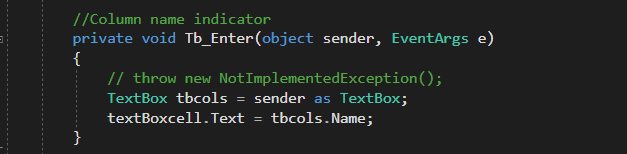 //Column name indicator
private void Tb_Enter(object sender, EventArgs e)
{
// throw new NotImplementedException();
TextBox tbcols = sender as TextBox;
textBoxcell.Text = tbcols.Name;
}